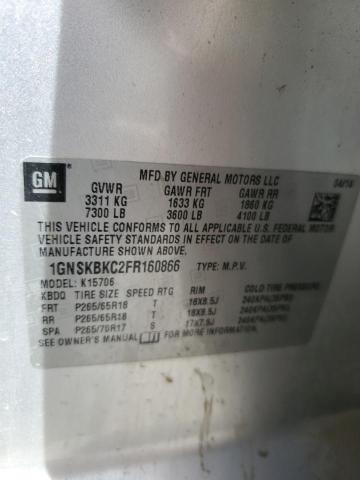 GM
MFD BY GENERAL MOTORS LLC
GVWR GAWR FRT GAWR RR
3311 KG 1633 KG 1860 KG
7300 LB 3600 LB 4100 LB
THIS VEHICLE CONFORMS TO ALL APPLICABLE U.S.
FEDERAL MOTOR VEHICLE SAFETY STANDARDS IN
EFFECT ON THE DATE OF
MANUFACTURE SHOWN ABOVE.
1GNSKBKC2FR160866 TYPE: M.P.V.
MODEL: K15706
KBDQ TIRE SIZE SPEED RTG RIM COLD TIRE PRESSURE
FRT P265/65R18 T 18X8.5J
RR P265/65R18 T 18X8.5J
SPA P265/70R17 S 17X7.5J
SEE OWNER'S MANUAL FOR MORE INFORMATION.